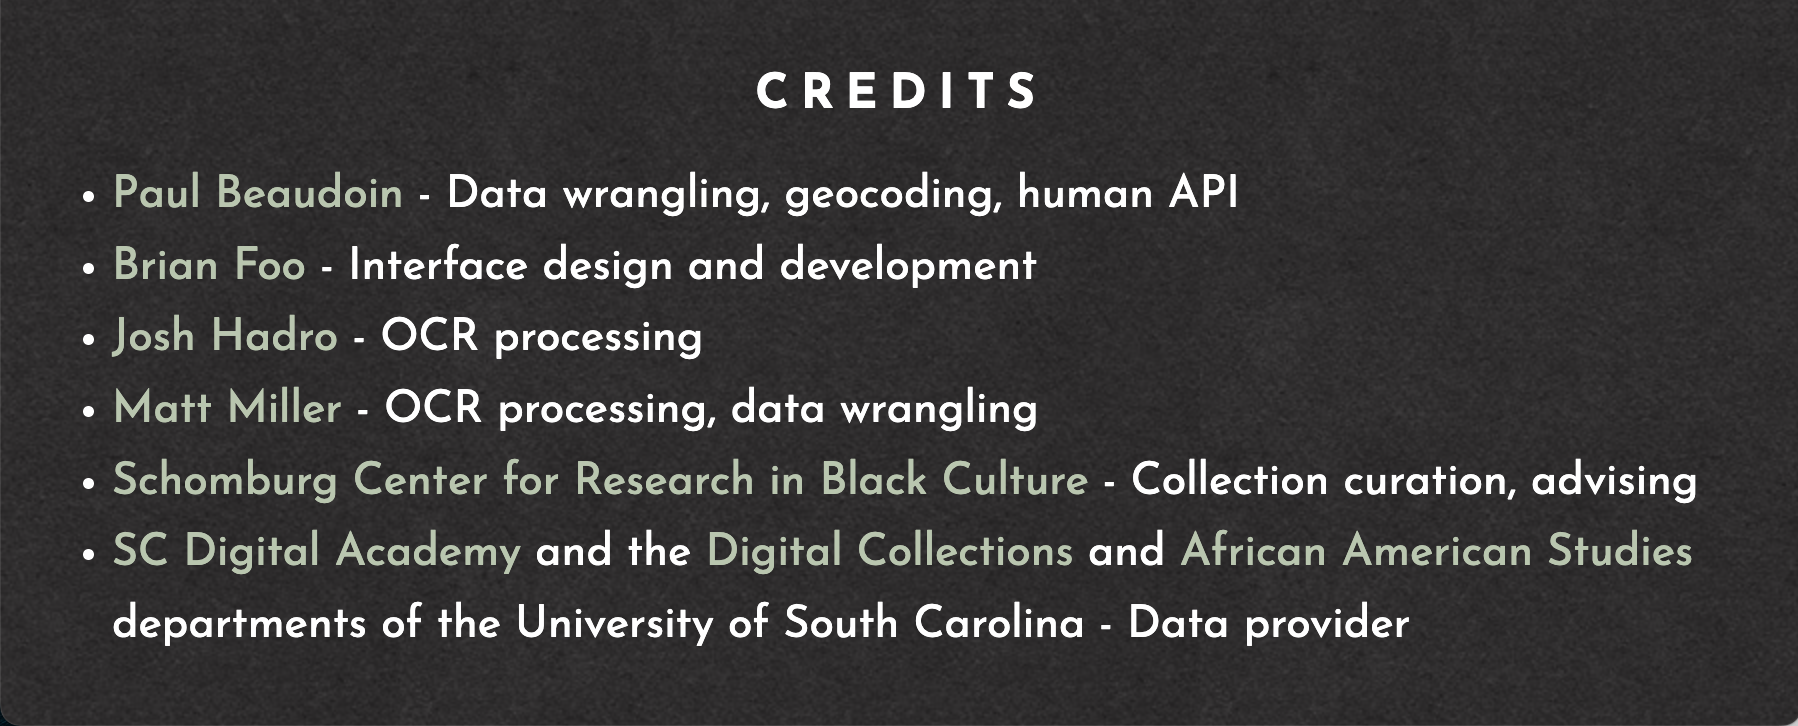 CREDITS
• Paul Beaudoin - Data wrangling, geocoding, human API
• Brian Foo - Interface design and development
• Josh Hadro - OCR processing
• Matt Miller - OCR processing, data wrangling
• Schomburg Center for Research in Black Culture - Collection curation, advising
• SC Digital Academy and the Digital Collections and African American Studies
departments of the University of South Carolina - Data provider